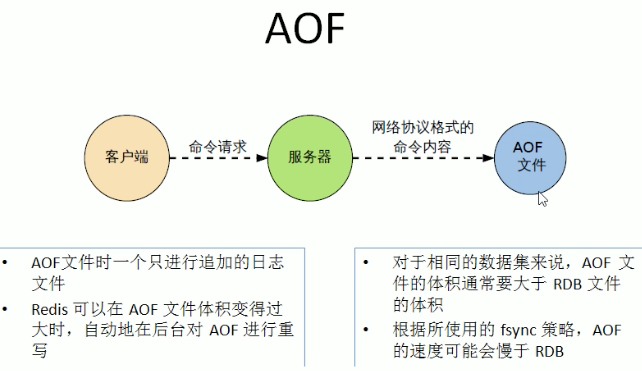 AOF
客户端
命令请求
服务器
网络协议格式的
命令内容
AOF
文件
• AOF文件时一个只进行追加的日志
文件
• Redis 可以在 AOF 文件体积变得过
大时，自动地在后台对 AOF 进行重
写
• 对于相同的数据集来说，AOF 文
件的体积通常要大于 RDB 文件
的体积
• 根据所使用的 fsync 策略，AOF
的速度可能会慢于 RDB